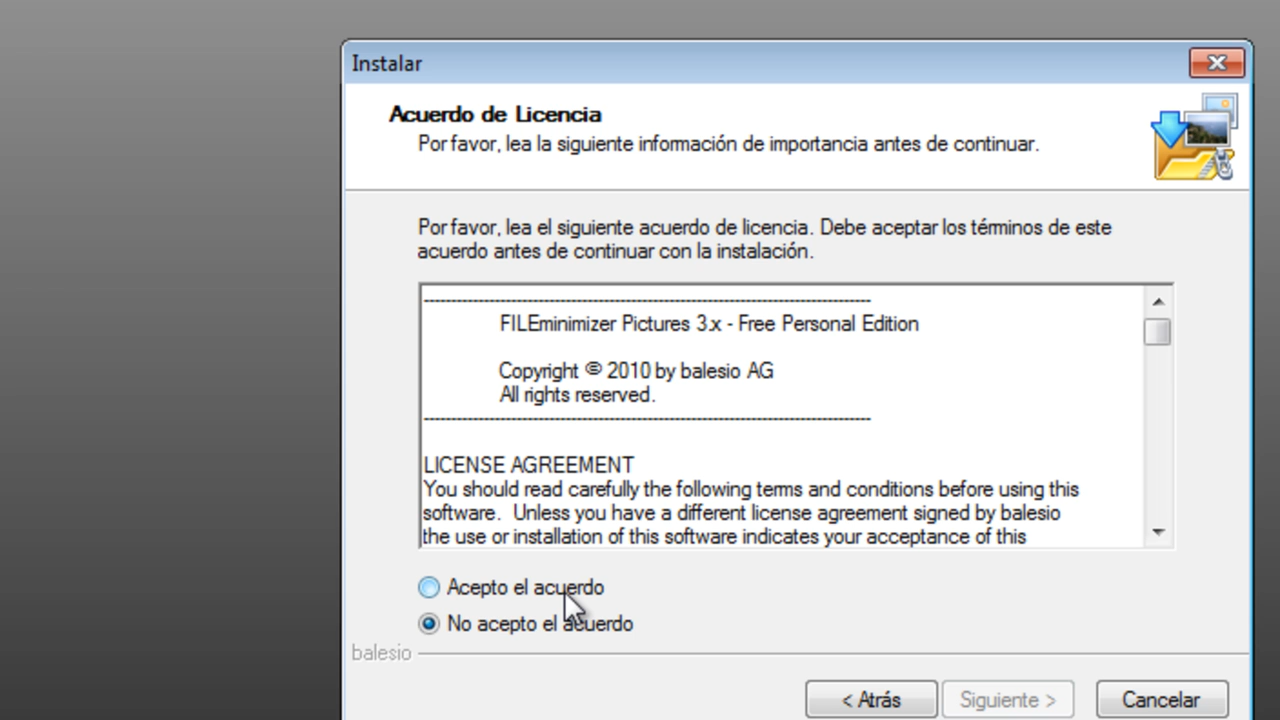 Instalar
Acuerdo de Licencia
Por favor, lea la siguiente información de importancia antes de continuar.
Por favor, lea el siguiente acuerdo de licencia. Debe aceptar los términos de este
acuerdo antes de continuar con la instalación.
FILEminimizer Pictures 3.x - Free Personal Edition
Copyright © 2010 by balesio AG
All rights reserved.
LICENSE AGREEMENT
You should read carefully the following terms and conditions before using this
software. Unless you have a different license agreement signed by balesio
the use or installation of this software indicates your acceptance of this
Acepto el acuerdo
No acepto el acuerdo
balesio
< Atrás Siguiente > Cancelar